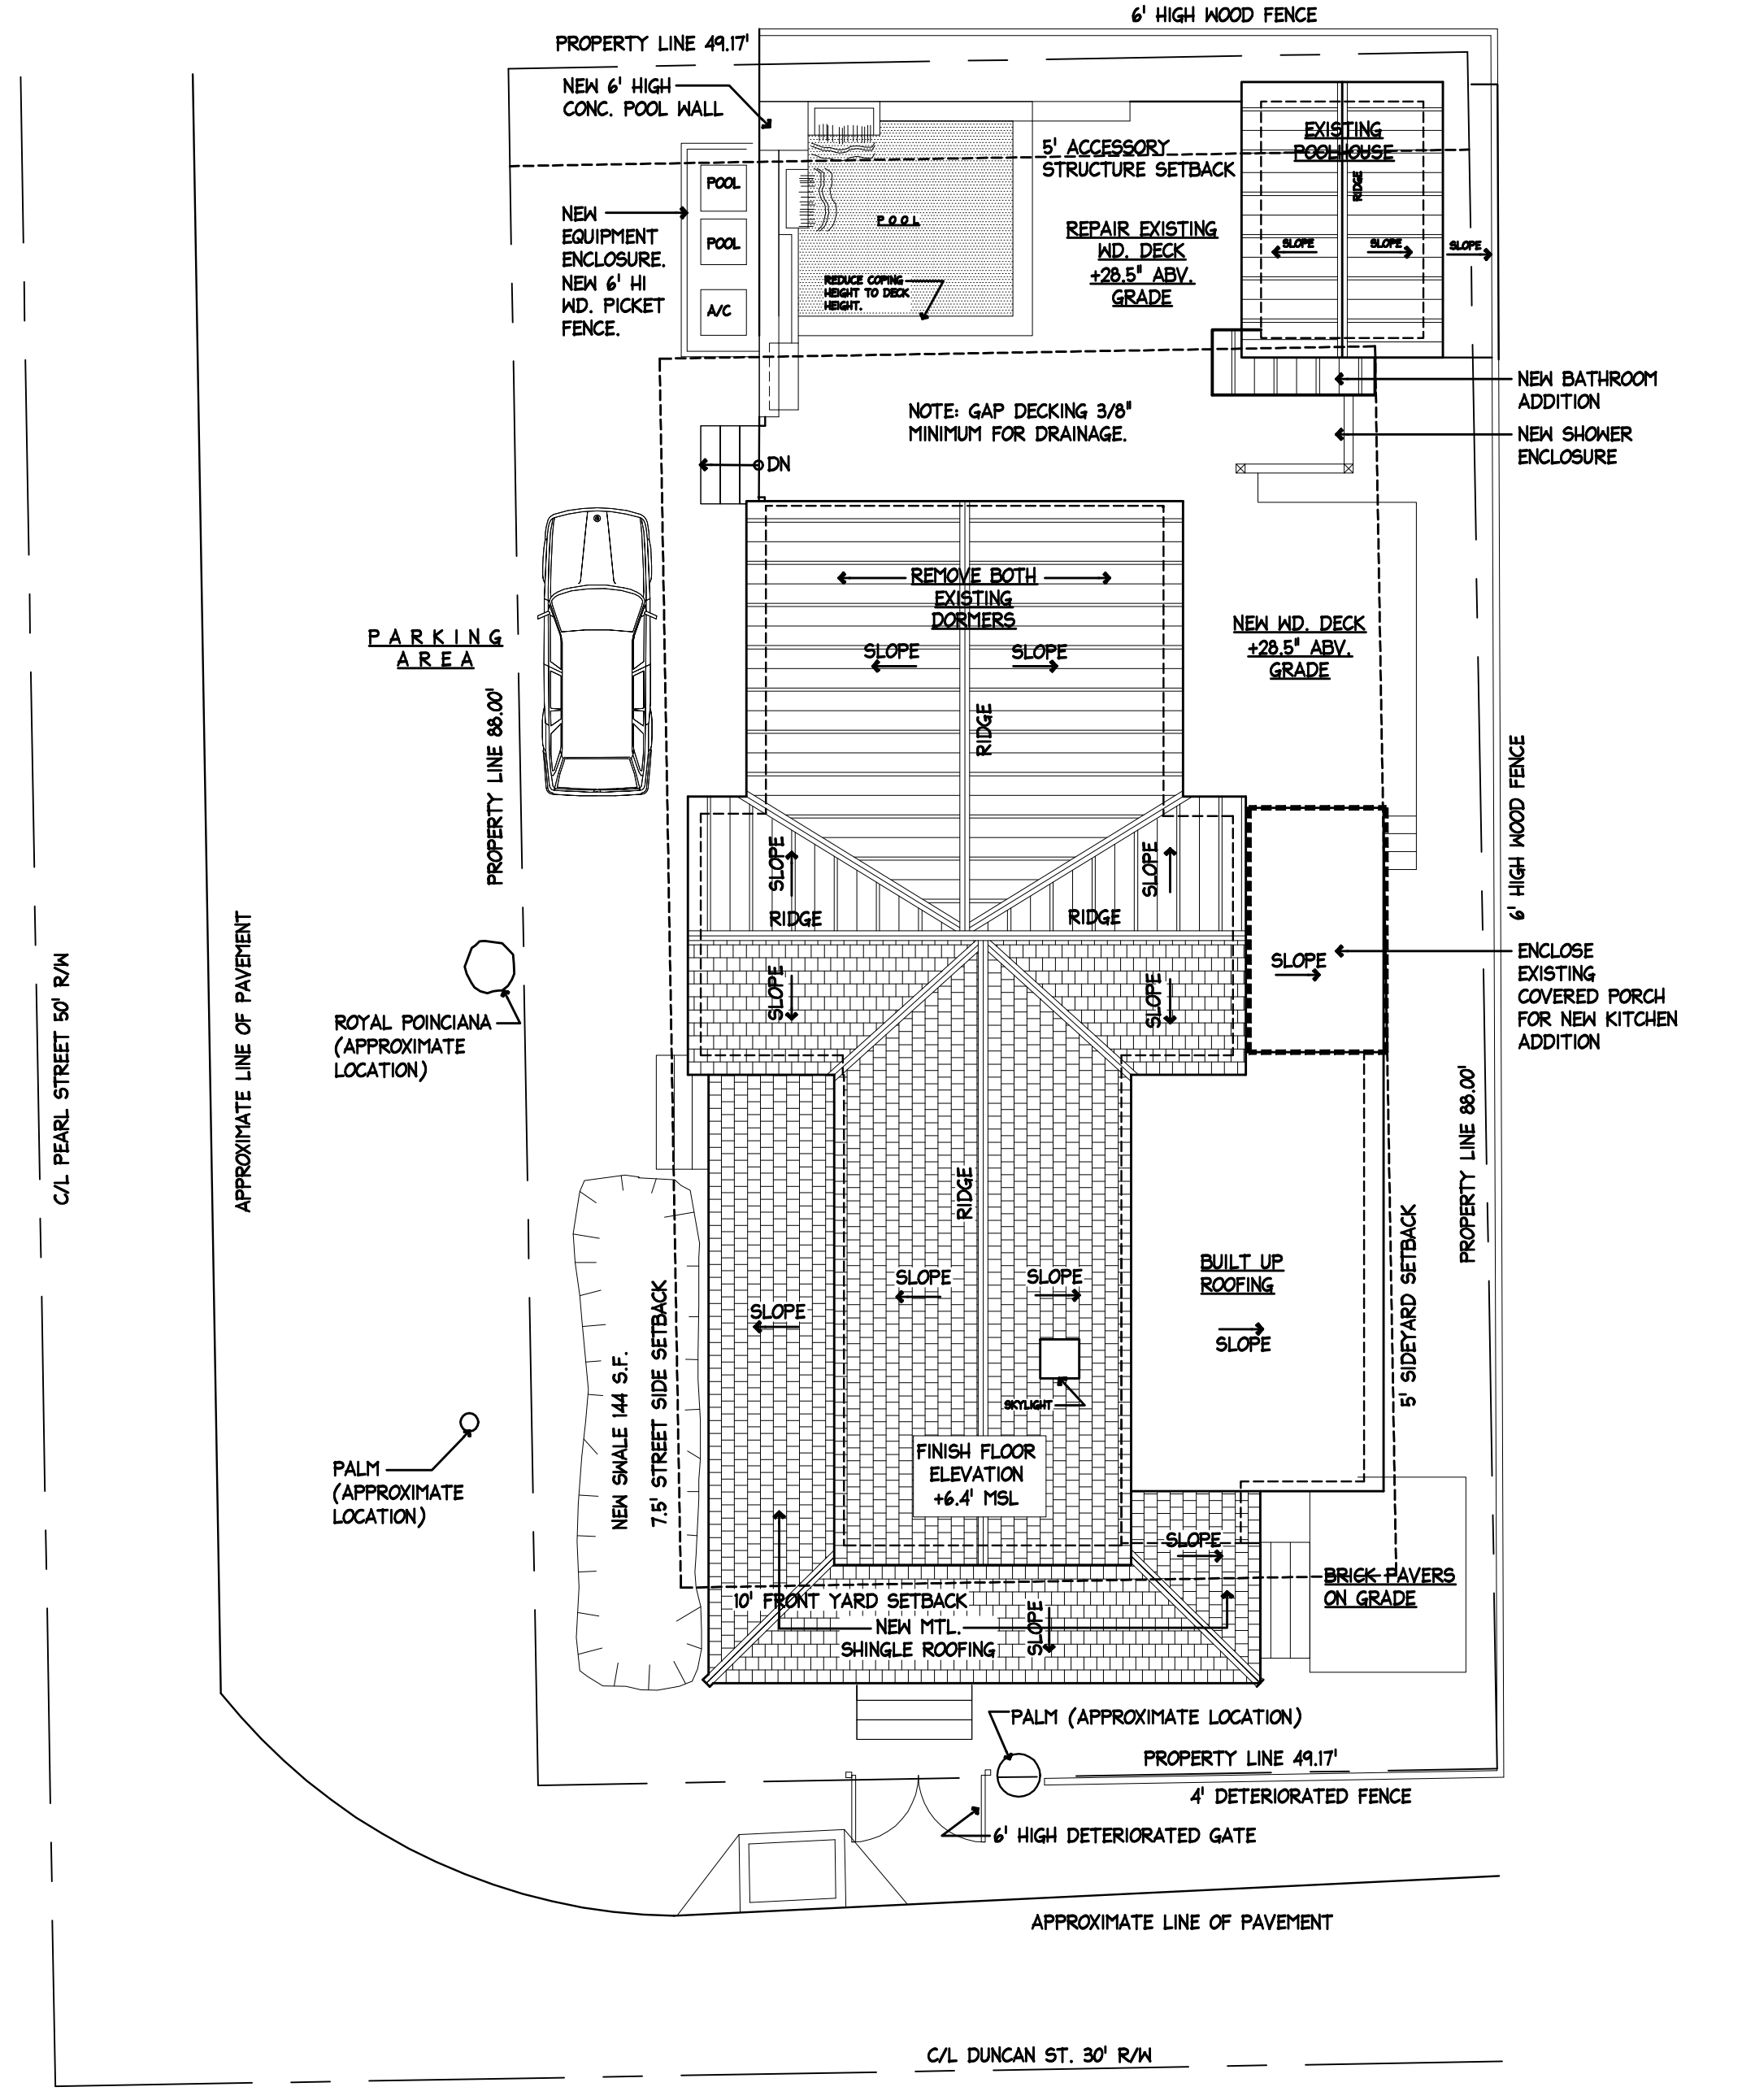 6' HIGH WOOD FENCE
PROPERTY LINE 49.17'
NEW 6' HIGH
CONC. POOL WALL
EXISTING
POOLHOUSE
5' ACCESSORY
STRUCTURE SETBACK
RIDGE
POOL
POOL
A/C
POOL
NEW
EQUIPMENT
ENCLOSURE.
NEW 6' HI
WD. PICKET
FENCE.
REPAIR EXISTING
WD. DECK
+28.5" ABV.
GRADE
SLOPE
SLOPE
SLOPE
REDUCE COPING
HEIGHT TO DECK
HEIGHT.
NEW BATHROOM
ADDITION
NOTE: GAP DECKING 3/8"
MINIMUM FOR DRAINAGE.
NEW SHOWER
ENCLOSURE
DN
REMOVE BOTH
EXISTING
DORMERS
SLOPE
SLOPE
RIDGE
PARKING
AREA
NEW WD. DECK
+28.5" ABV.
GRADE
PROPERTY LINE 88.00'
6' HIGH WOOD FENCE
SLOPE
SLOPE
RIDGE
RIDGE
SLOPE
SLOPE
SLOPE
ENCLOSE
EXISTING
COVERED PORCH
FOR NEW KITCHEN
ADDITION
C/L PEARL STREET 50' R/W
APPROXIMATE LINE OF PAVEMENT
ROYAL POINCIANA
(APPROXIMATE
LOCATION)
PROPERTY LINE 88.00'
RIDGE
5' SIDEYARD SETBACK
BUILT UP
ROOFING
SLOPE
SLOPE
SLOPE
SLOPE
SKYLIGHT
NEW SWALE 144 S.F.
7.5' STREET SIDE SETBACK
PALM
(APPROXIMATE
LOCATION)
FINISH FLOOR
ELEVATION
+6.4' MSL
SLOPE
BRICK PAVERS
ON GRADE
10' FRONT YARD SETBACK
NEW MTL.
SHINGLE ROOFING
SLOPE
PALM (APPROXIMATE LOCATION)
PROPERTY LINE 49.17'
4' DETERIORATED FENCE
6' HIGH DETERIORATED GATE
APPROXIMATE LINE OF PAVEMENT
C/L DUNCAN ST. 30' R/W